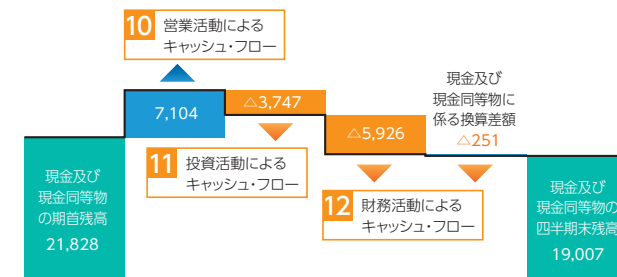 10 営業活動による
キャッシュ・フロー
7,104
△3,747
11 投資活動による
キャッシュ・フロー
△5,926
12 財務活動による
キャッシュ・フロー
現金及び
現金同等物に
係る換算差額
△251
現金及び
現金同等物
の期首残高
21,828
現金及び
現金同等物の
四半期末残高
19,007